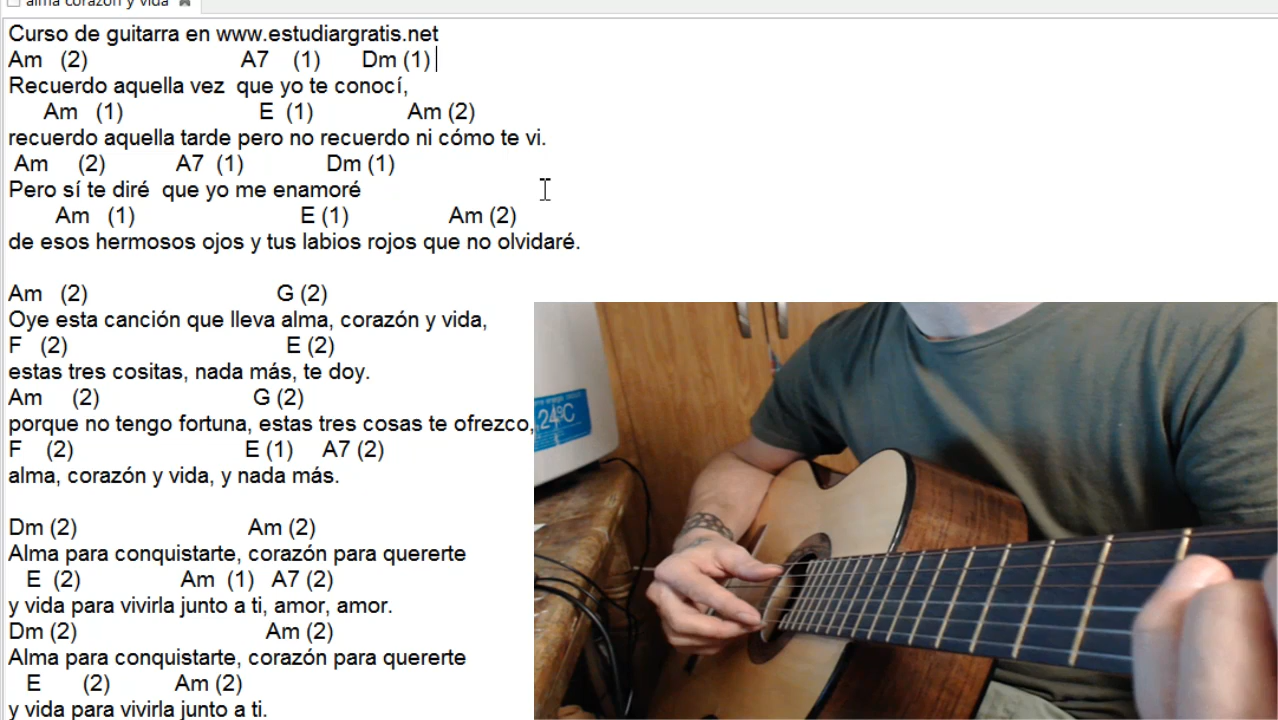 alma corazon y vida
Curso de guitarra en www.estudiargratis.net
Am (2) A7 (1) Dm (1)
Recuerdo aquella vez que yo te conocí,
Am (1) E (1) Am (2)
recuerdo aquella tarde pero no recuerdo ni cómo te vi.
Am (2) A7 (1) Dm (1)
Pero sí te diré que yo me enamoré
Am (1) E (1) Am (2)
de esos hermosos ojos y tus labios rojos que no olvidaré.
Am (2) G (2)
Oye esta canción que lleva alma, corazón y vida,
F (2) E (2)
estas tres cositas, nada más, te doy.
Am (2) G (2)
porque no tengo fortuna, estas tres cosas te ofrezco,
F (2) E (1) A7 (2)
alma, corazón y vida, y nada más.
Dm (2) Am (2)
Alma para conquistarte, corazón para quererte
E (2) Am (1) A7 (2)
y vida para vivirla junto a ti, amor, amor.
Dm (2) Am (2)
Alma para conquistarte, corazón para quererte
E (2) Am (2)
y vida para vivirla junto a ti.
24°C